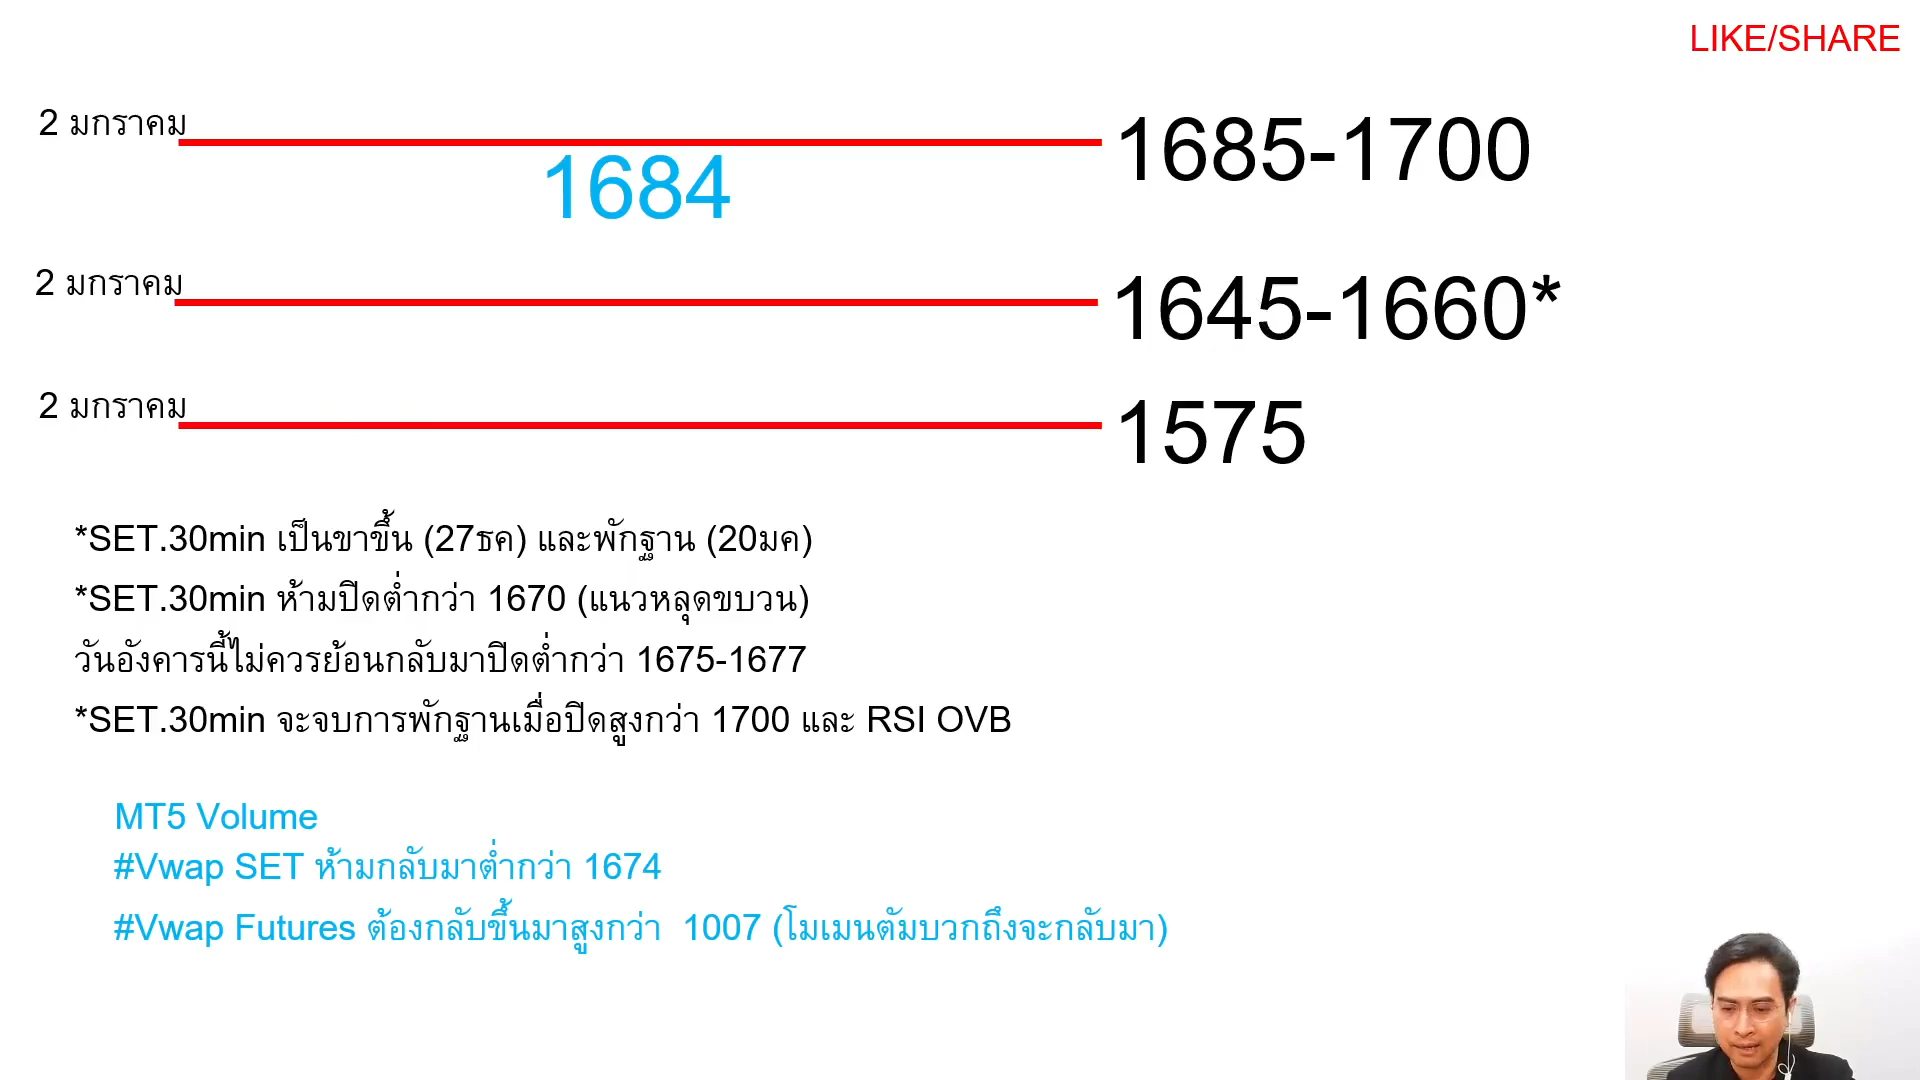 LIKE/SHARE
2 มกราคม
1685-1700
1684
2 มกราคม
1645-1660*
2 มกราคม
1575
*SET.30min เป็นขาขึ้น (27ธค) และพักฐาน (20มค)
*SET.30min ห้ามปิดต่ำกว่า 1670 (แนวหลุดขบวน)
วันอังคารนี้ไม่ควรย้อนกลับมาปิดต่ำกว่า 1675-1677
*SET.30min จะจบการพักฐานเมื่อปิดสูงกว่า 1700 และ RSI OVB
MT5 Volume
#Vwap SET ห้ามกลับมาต่ำกว่า 1674
#Vwap Futures ต้องกลับขึ้นมาสูงกว่า 1007 (โมเมนตัมบวกถึงจะกลับมา)